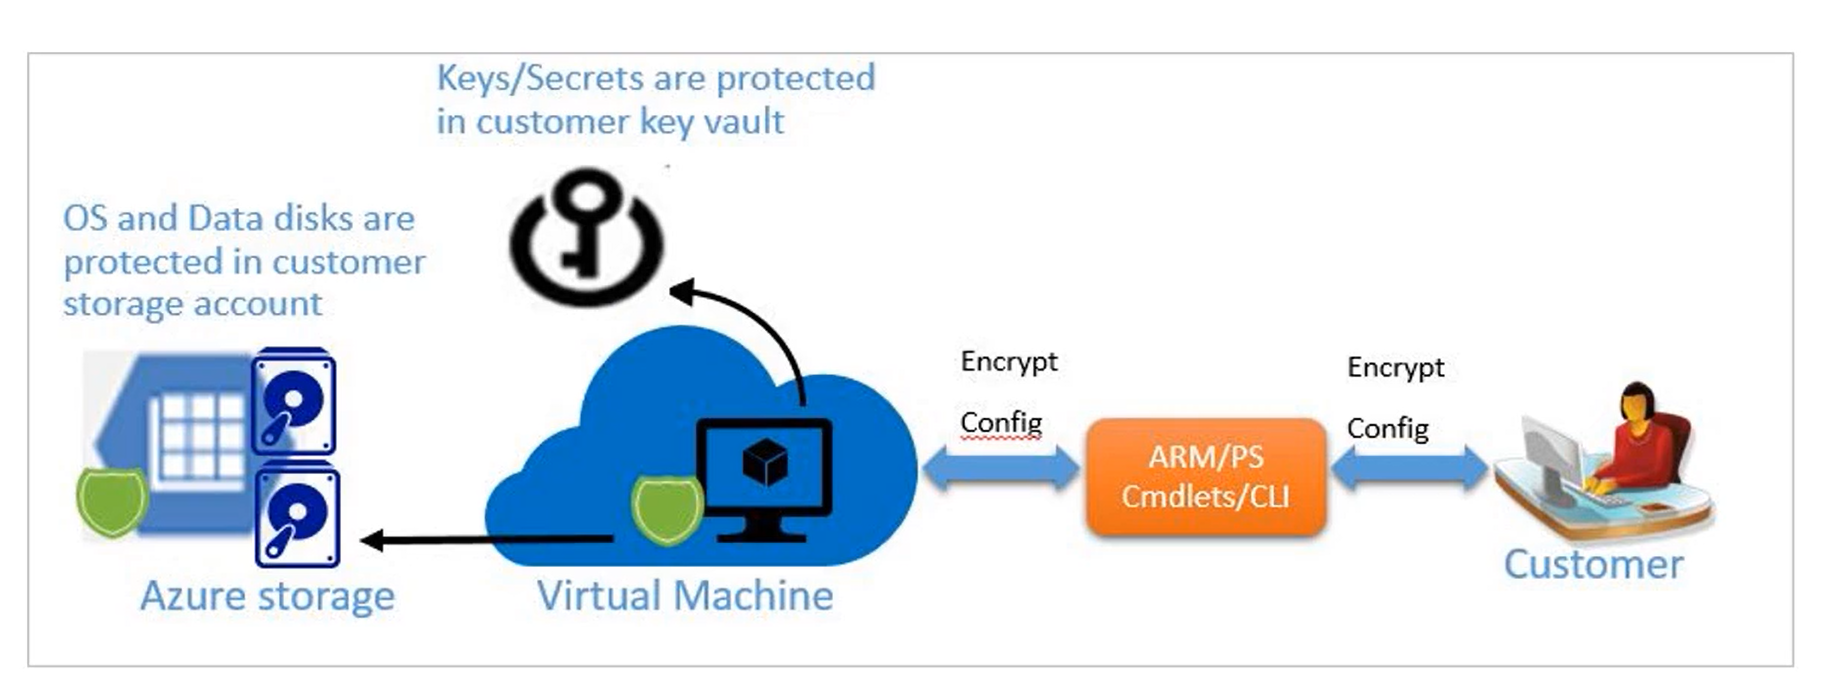 Keys/Secrets are protected
in customer key vault
OS and Data disks are
protected in customer
storage account
Azure storage
Virtual Machine
Encrypt
Config
ARM/PS
Cmdlets/CLI
Encrypt
Config
Customer